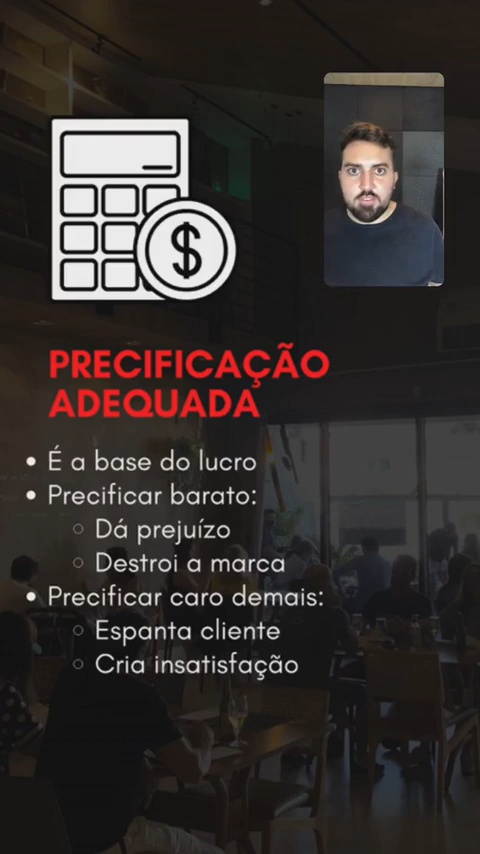 $
PRECIFICAÇÃO
ADEQUADA
• É a base do lucro
• Precificar barato:
○ Dá prejuízo
○ Destroi a marca
• Precificar caro demais:
○ Espanta cliente
○ Cria insatisfação